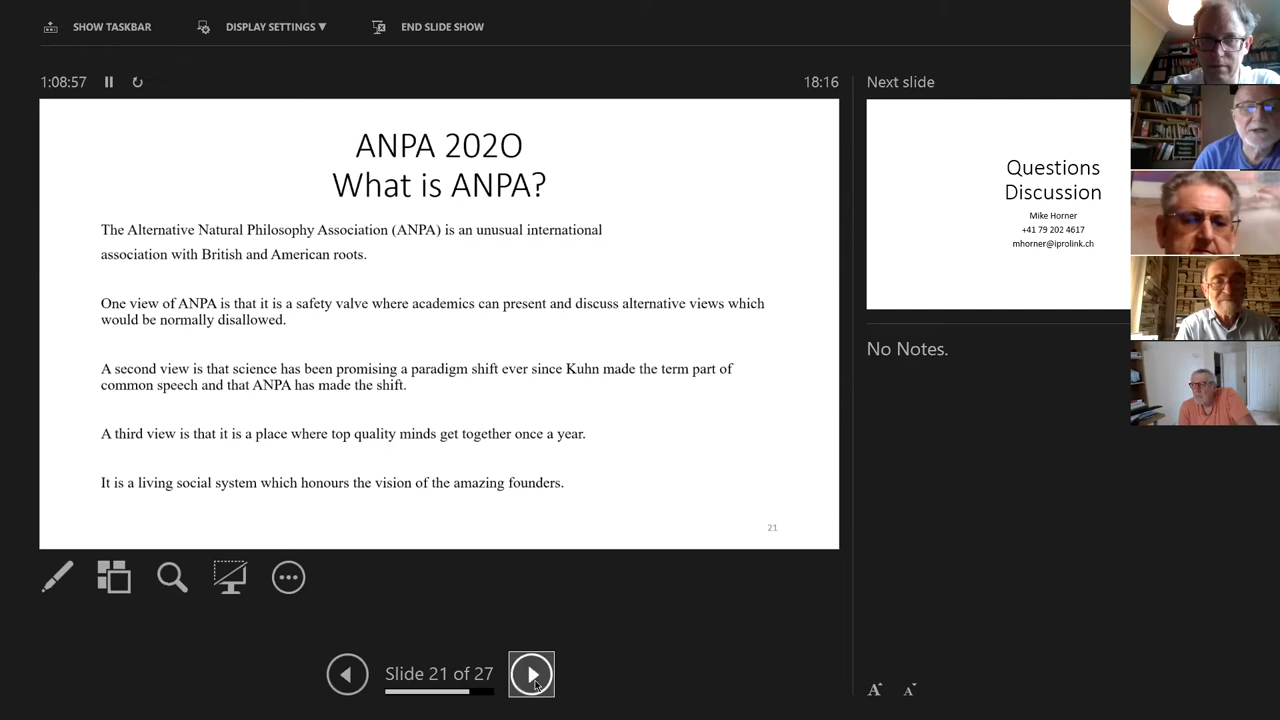 SHOW TASKBAR
DISPLAY SETTINGS ▼
END SLIDE SHOW
1:08:57
18:16
Next slide
ANPA 202O
What is ANPA?
The Alternative Natural Philosophy Association (ANPA) is an unusual international
association with British and American roots.
One view of ANPA is that it is a safety valve where academics can present and discuss alternative views which
would be normally disallowed.
A second view is that science has been promising a paradigm shift ever since Kuhn made the term part of
common speech and that ANPA has made the shift.
A third view is that it is a place where top quality minds get together once a year.
It is a living social system which honours the vision of the amazing founders.
21
Questions
Discussion
Mike Horner
+41 79 202 4617
mhorner@iprolink.ch
No Notes.
Slide 21 of 27
A
A